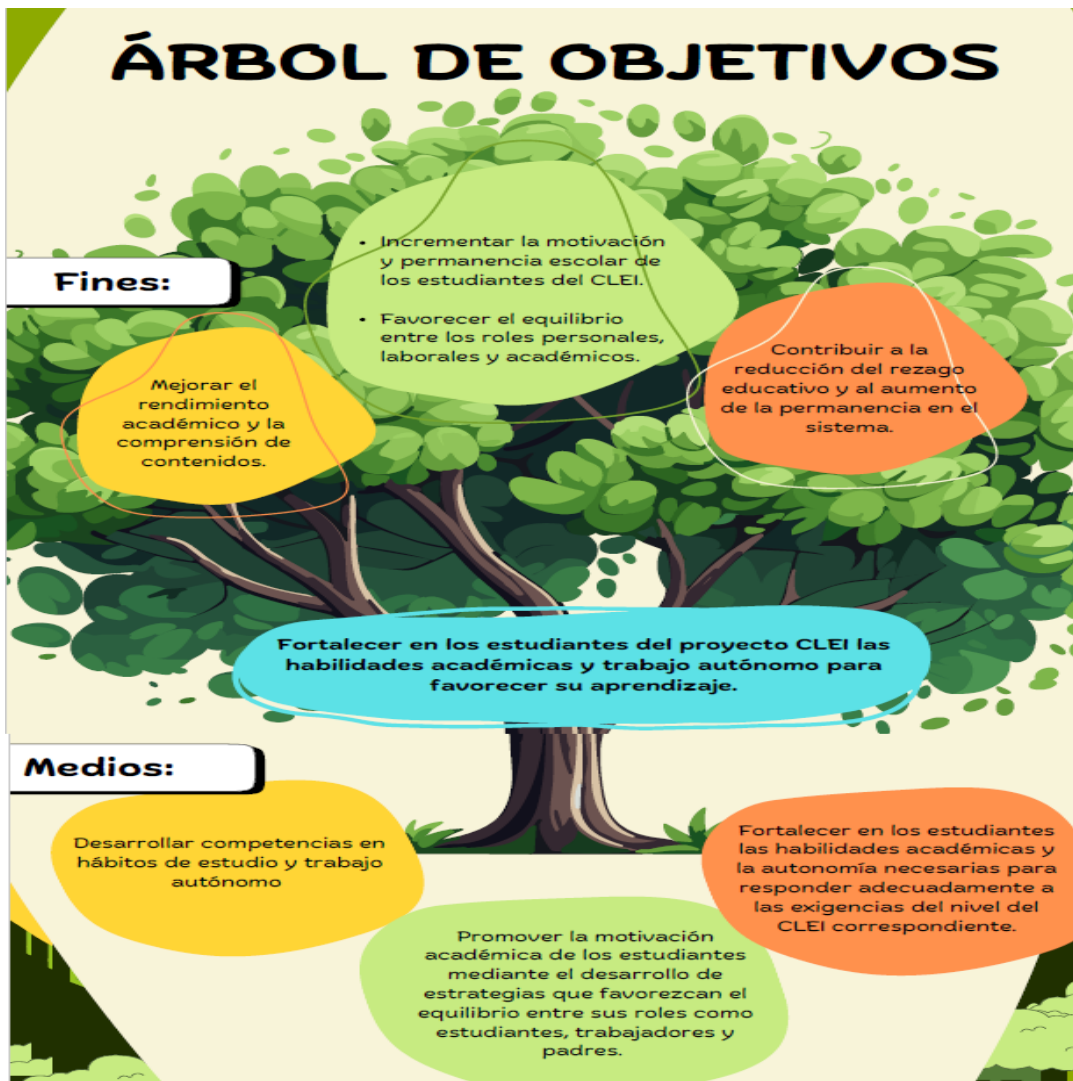 ÁRBOL DE OBJETIVOS
Fines:
• Incrementar la motivación
y permanencia escolar de
los estudiantes del CLEI.
• Favorecer el equilibrio
entre los roles personales,
laborales y académicos.
Mejorar el
rendimiento
académico y la
comprensión de
contenidos.
Contribuir a la
reducción del rezago
educativo y al aumento
de la permanencia en el
sistema.
Fortalecer en los estudiantes del proyecto CLEI las
habilidades académicas y trabajo autónomo para
favorecer su aprendizaje.
Medios:
Desarrollar competencias en
hábitos de estudio y trabajo
autónomo
Promover la motivación
académica de los estudiantes
mediante el desarrollo de
estrategias que favorezcan el
equilibrio entre sus roles como
estudiantes, trabajadores y
padres.
Fortalecer en los estudiantes
las habilidades académicas y
la autonomía necesarias para
responder adecuadamente a
las exigencias del nivel del
CLEI correspondiente.